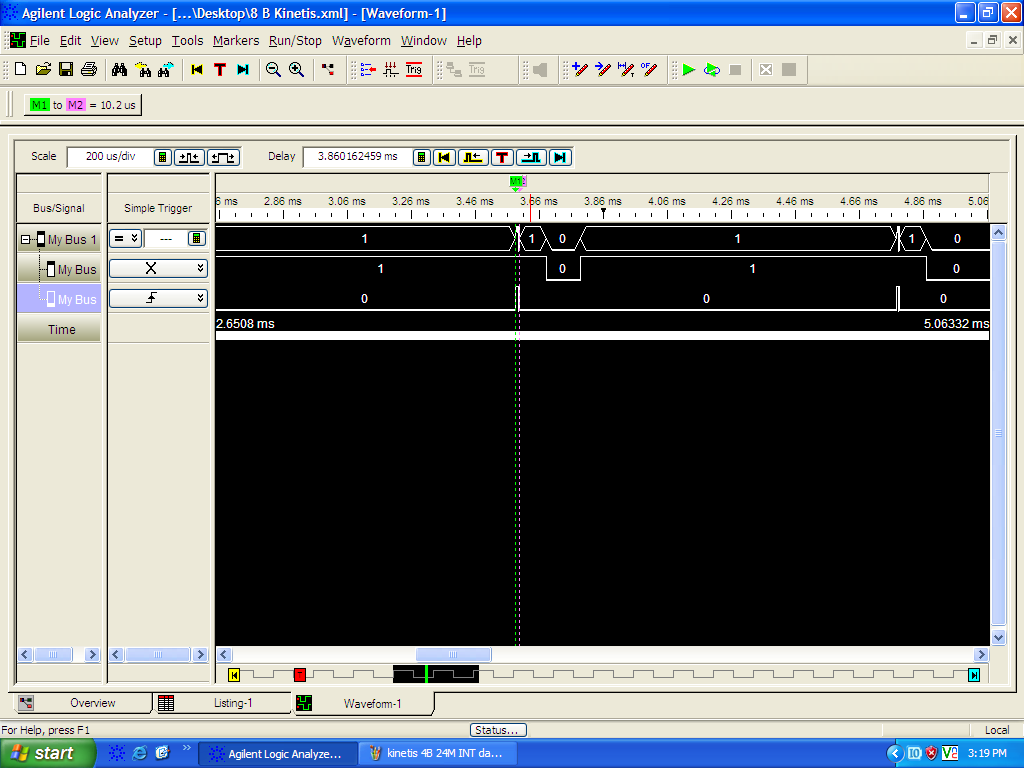 Agilent Logic Analyzer - [...\Desktop\8 B Kinetis.xml] - [Waveform-1]
File Edit View Setup Tools Markers Run/Stop Waveform Window Help
T Trig Trig
M1 to M2 = 10.2 us
Scale 200 us/div Delay 3.860162459 ms T
M1
Bus/Signal Simple Trigger 6 ms 2.86 ms 3.06 ms 3.26 ms 3.46 ms 3.66 ms 3.86 ms 4.06 ms 4.26 ms 4.46 ms 4.66 ms 4.86 ms 5.06
My Bus 1 = --- 1 1 0 1 1 0
My Bus X 1 0 1 0
My Bus 0 0 0
Time 2.6508 ms 5.06332 ms
Overview Listing-1 Waveform-1
For Help, press F1 Status... Local
start Agilent Logic Analyze... kinetis 4B 24M INT da... 3:19 PM